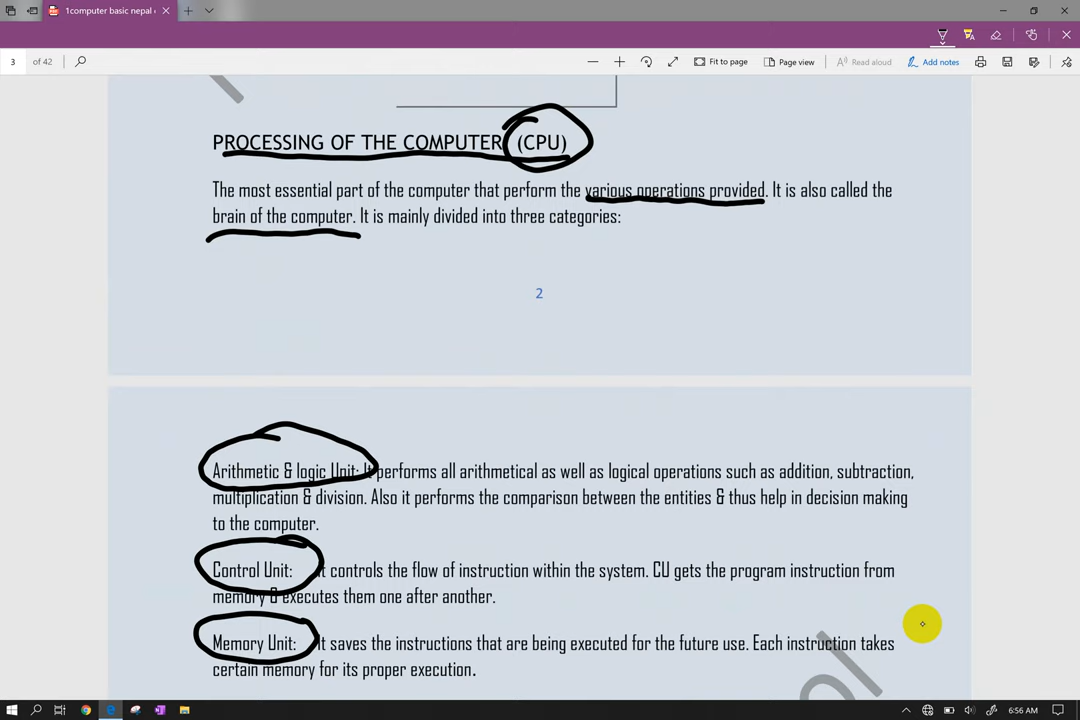 1computer basic nepal
3 of 42
Fit to page
Page view
Read aloud
Add notes
PROCESSING OF THE COMPUTER (CPU)
The most essential part of the computer that perform the various operations provided. It is also called the
brain of the computer. It is mainly divided into three categories:
2
Arithmetic & logic Unit: It performs all arithmetical as well as logical operations such as addition, subtraction,
multiplication & division. Also it performs the comparison between the entities & thus help in decision making
to the computer.
Control Unit: It controls the flow of instruction within the system. CU gets the program instruction from
memory & executes them one after another.
Memory Unit: It saves the instructions that are being executed for the future use. Each instruction takes
certain memory for its proper execution.
6:56 AM